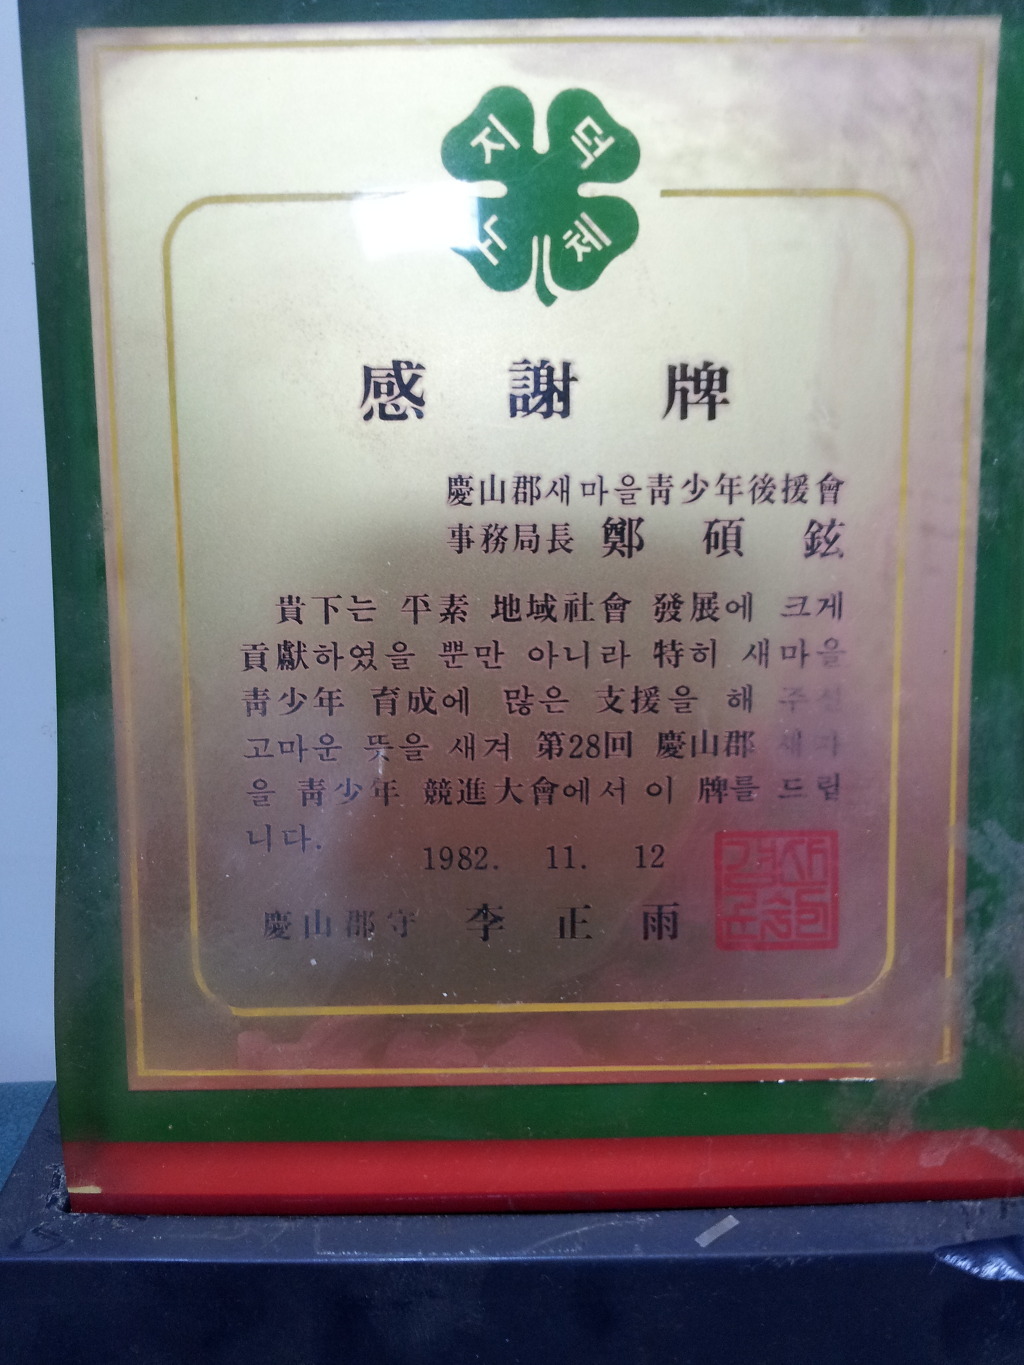 지 덕
노 체
感 謝 牌
慶山郡새마을靑少年後援會
事務局長 鄭 碩 鉉
貴下는 平素 地域社會 發展에 크게
貢獻하였을 뿐만 아니라 特히 새마을
靑少年 育成에 많은 支援을 해 주신
고마운 뜻을 새겨 第28回 慶山郡 새마
을 靑少年 競進大會에서 이 牌를 드립
니다.
1982. 11. 12
慶山郡守 李 正 雨